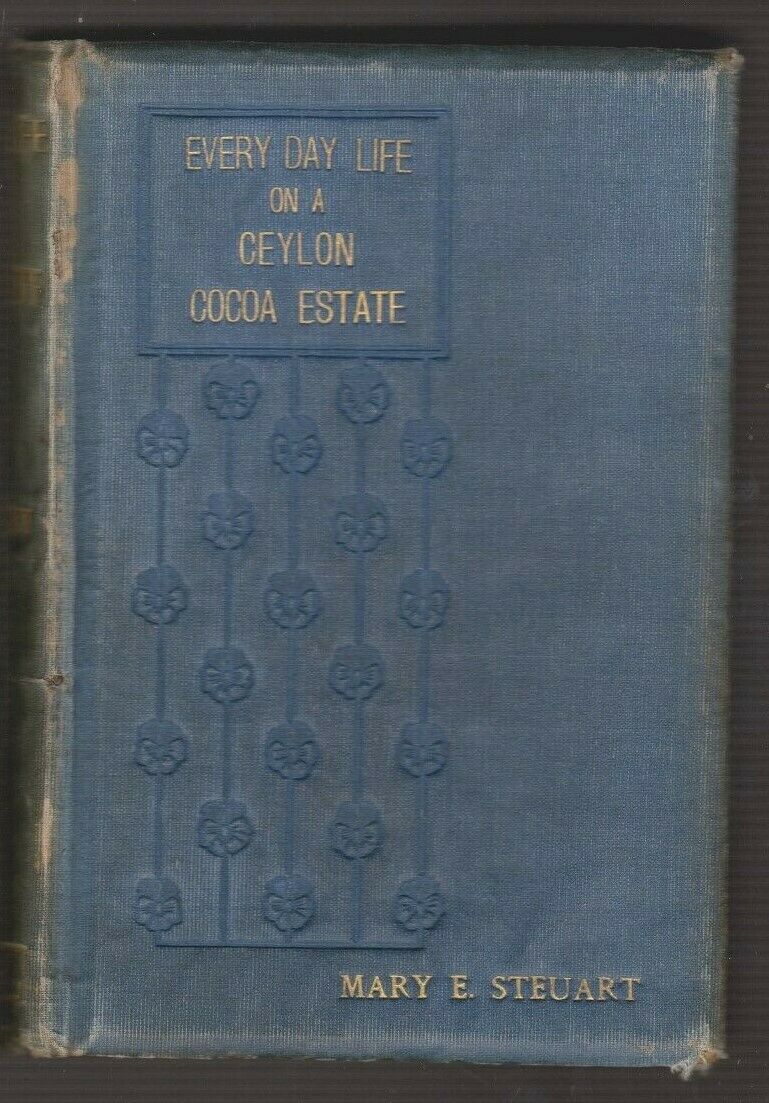 EVERY DAY LIFE
ON A
CEYLON
COCOA ESTATE
MARY E. STEUART